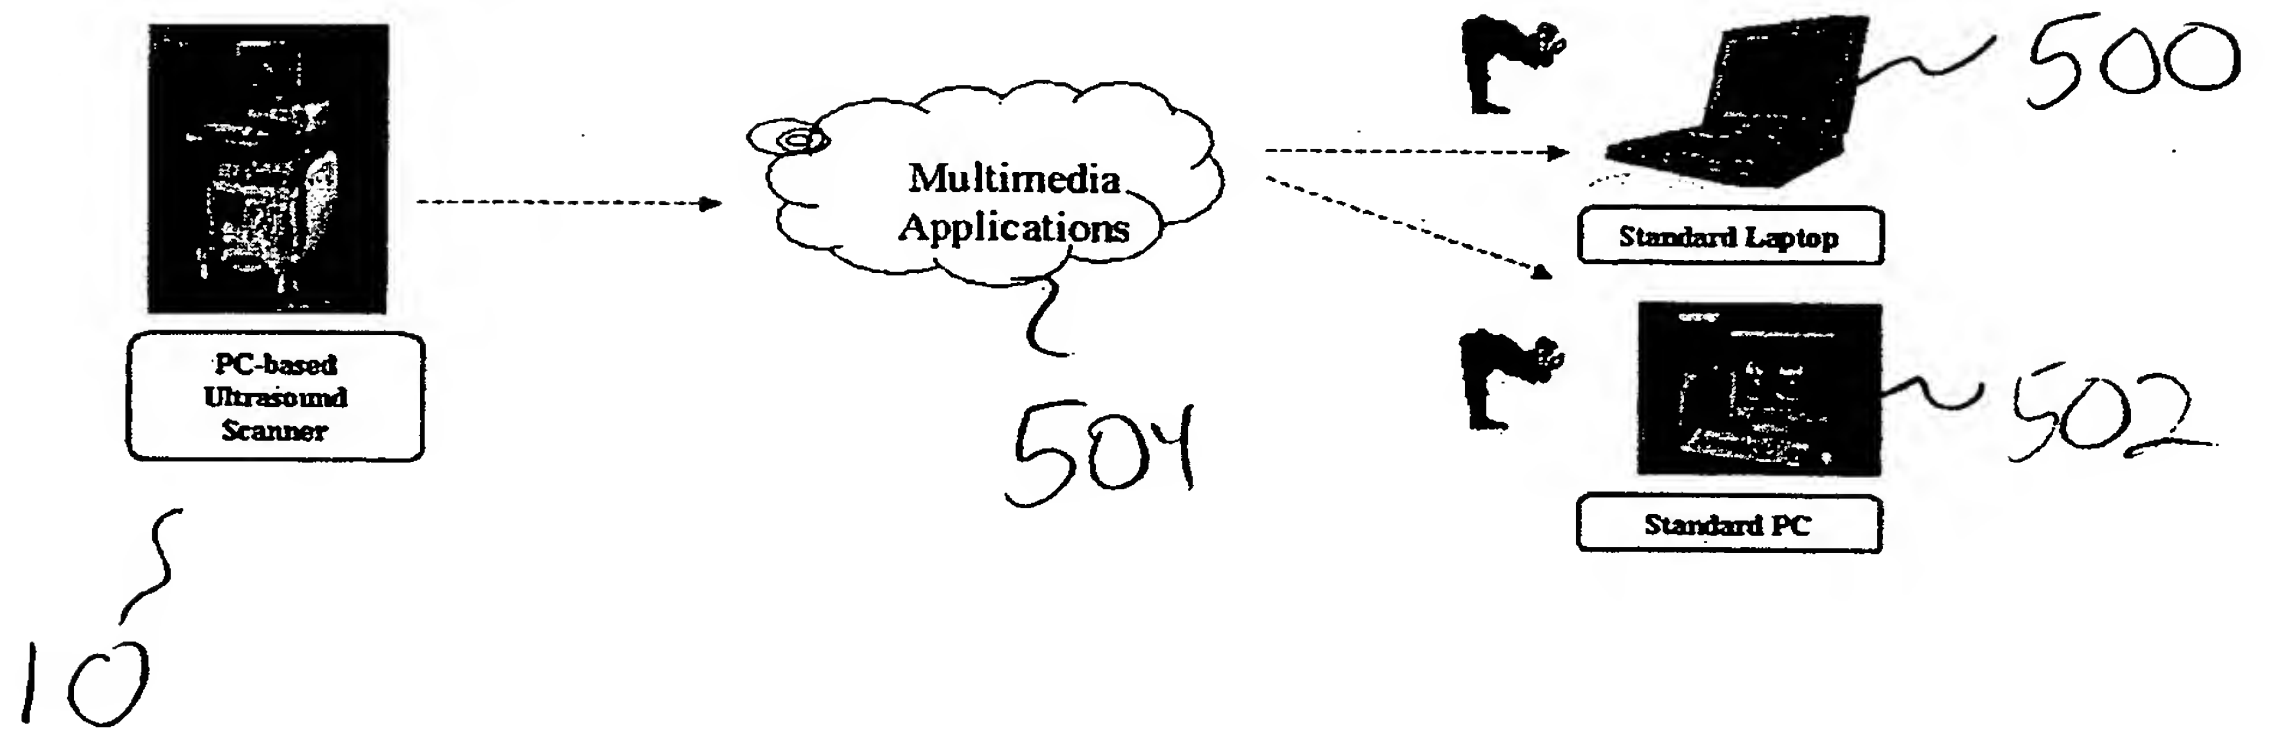 500
Multimedia
Applications
Standard Laptop
PC-based
Ultrasound
Scanner
504
502
Standard PC
10